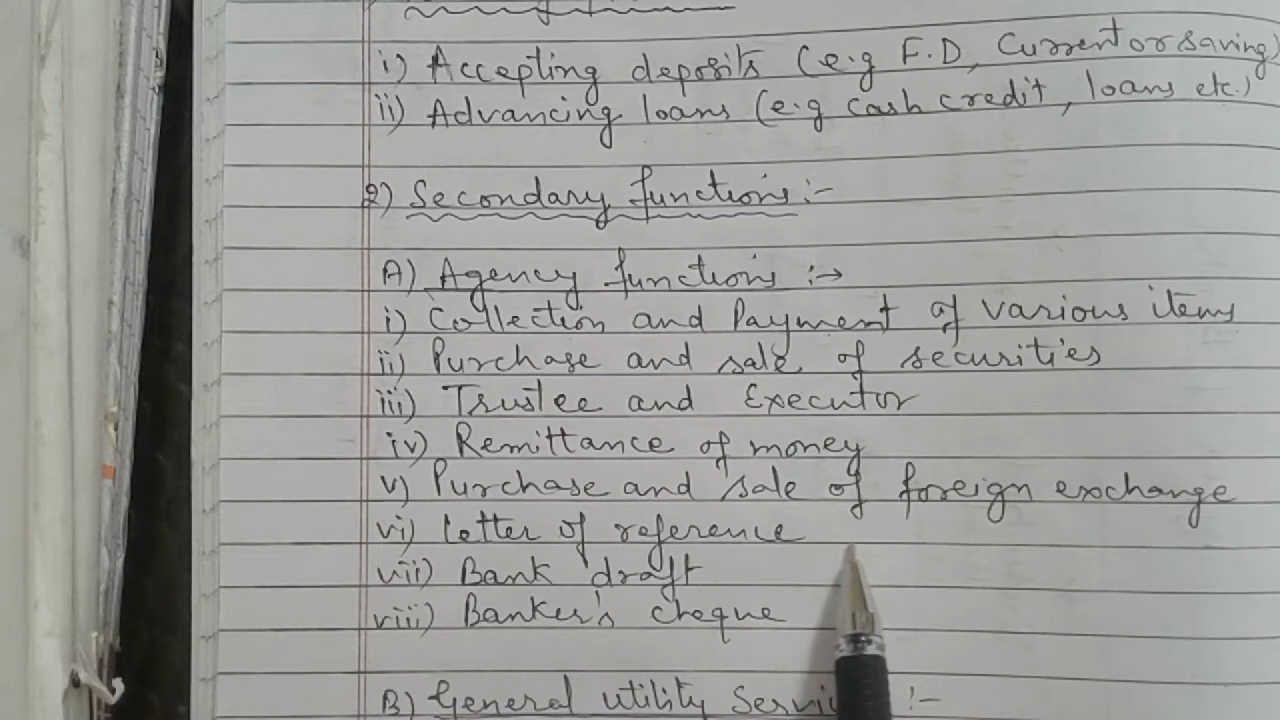 i) Accepting deposits (e.g F.D, Current or saving)
ii) Advancing loans (e.g cash credit, loans etc.)
2) Secondary functions :-
A) Agency functions :→
i) Collection and Payment of various items
ii) Purchase and sale of securities
iii) Trustee and Executor
iv) Remittance of money
v) Purchase and sale of foreign exchange
vi) letter of reference
vii) Bank draft
viii) Banker's cheque
B) General utility :-